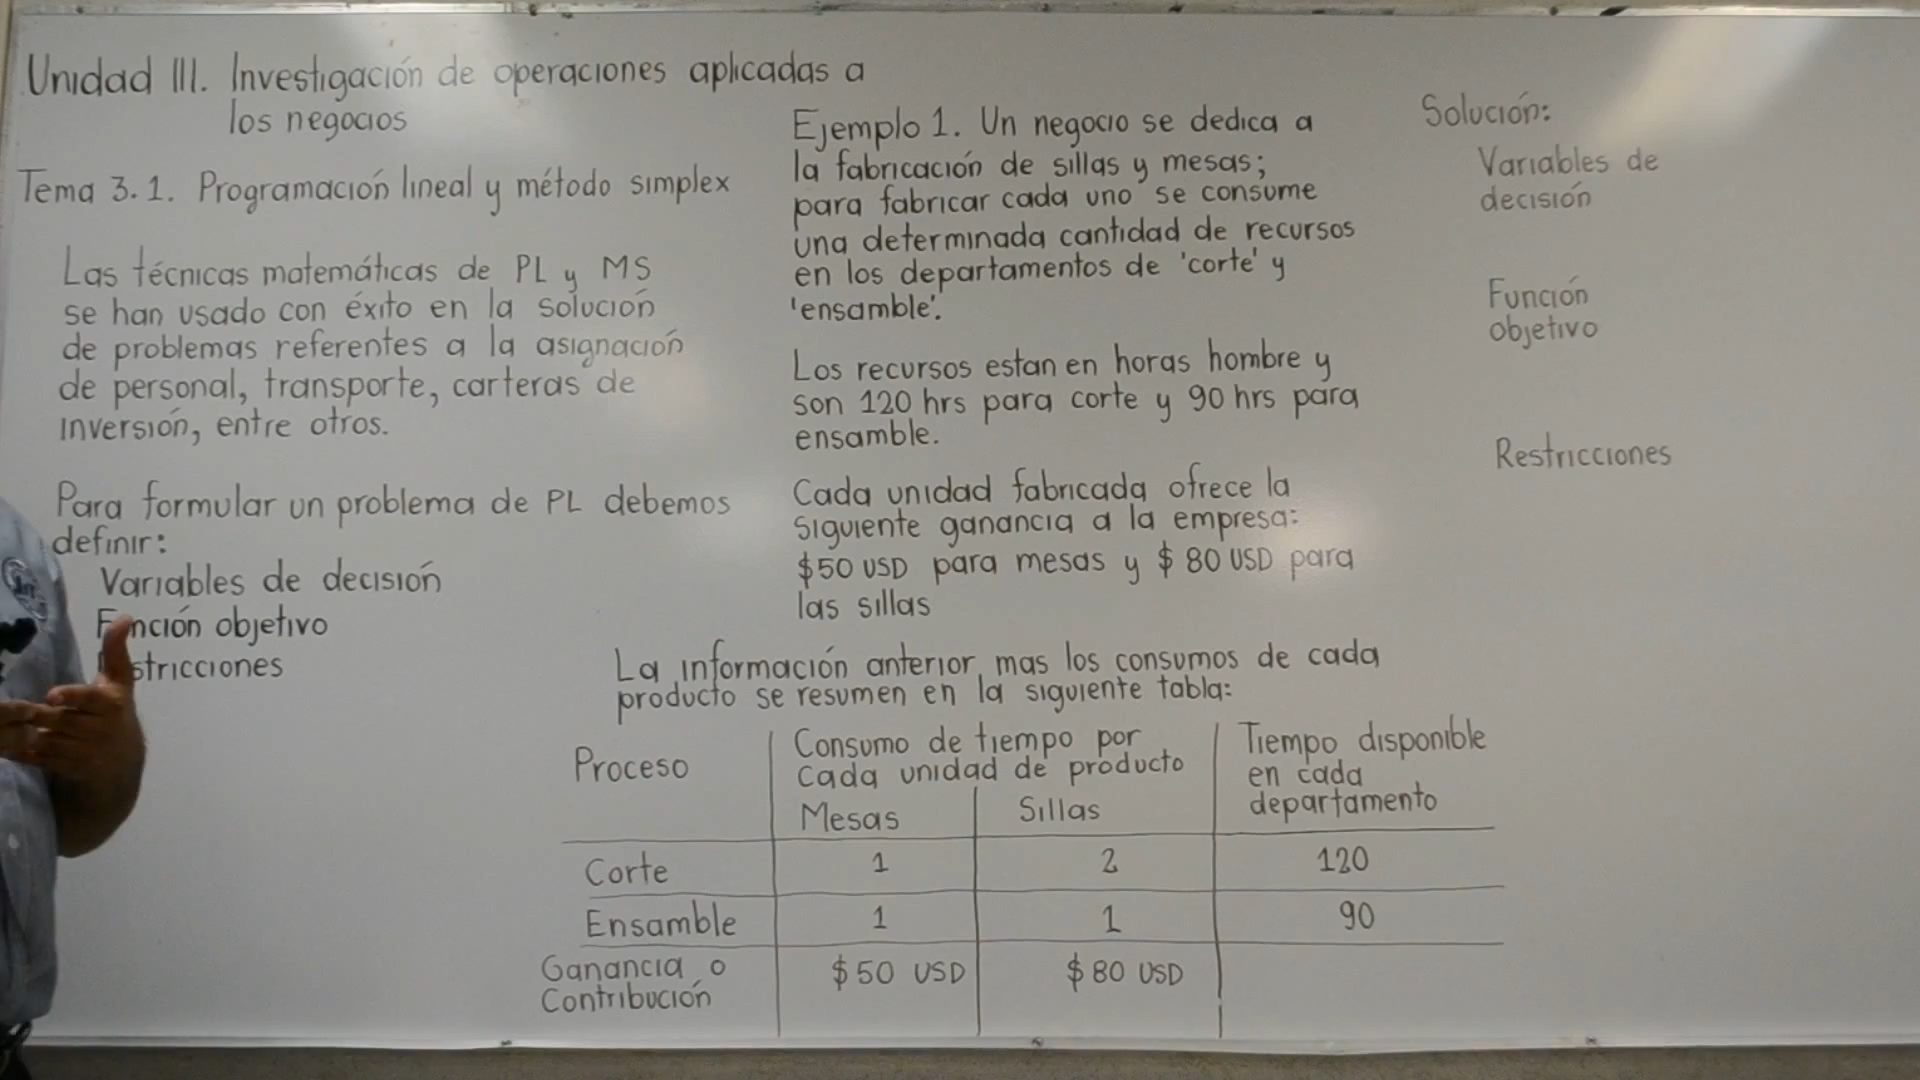 Unidad III. Investigación de operaciones aplicadas a
los negocios
Tema 3.1. Programación lineal y método simplex
Las técnicas matemáticas de PL y MS
se han usado con éxito en la solución
de problemas referentes a la asignación
de personal, transporte, carteras de
inversión, entre otros.
Para formular un problema de PL debemos
definir:
Variables de decisión
objetivo
Ejemplo 1. Un negocio se dedica a
la fabricación de sillas y mesas;
para fabricar cada uno se consume
una determinada cantidad de recursos
en los departamentos de 'corte' y
'ensamble'.
Los recursos estan en horas hombre y
son 120 hrs para corte y 90 hrs para
ensamble.
Cada unidad fabricada ofrece la
siguiente ganancia a la empresa:
$50 USD para mesas y $80 USD para
las sillas
La información anterior mas los consumos de cada
producto se resumen en la siguiente tabla:
Proceso
Consumo de tiempo por
cada unidad de producto
Mesas Sillas
Tiempo disponible
en cada
departamento
Corte 1 2 120
Ensamble 1 1 90
Ganancia o
Contribución
$50 USD $80 USD
Solución:
Variables de
decisión
Función
objetivo
Restricciones